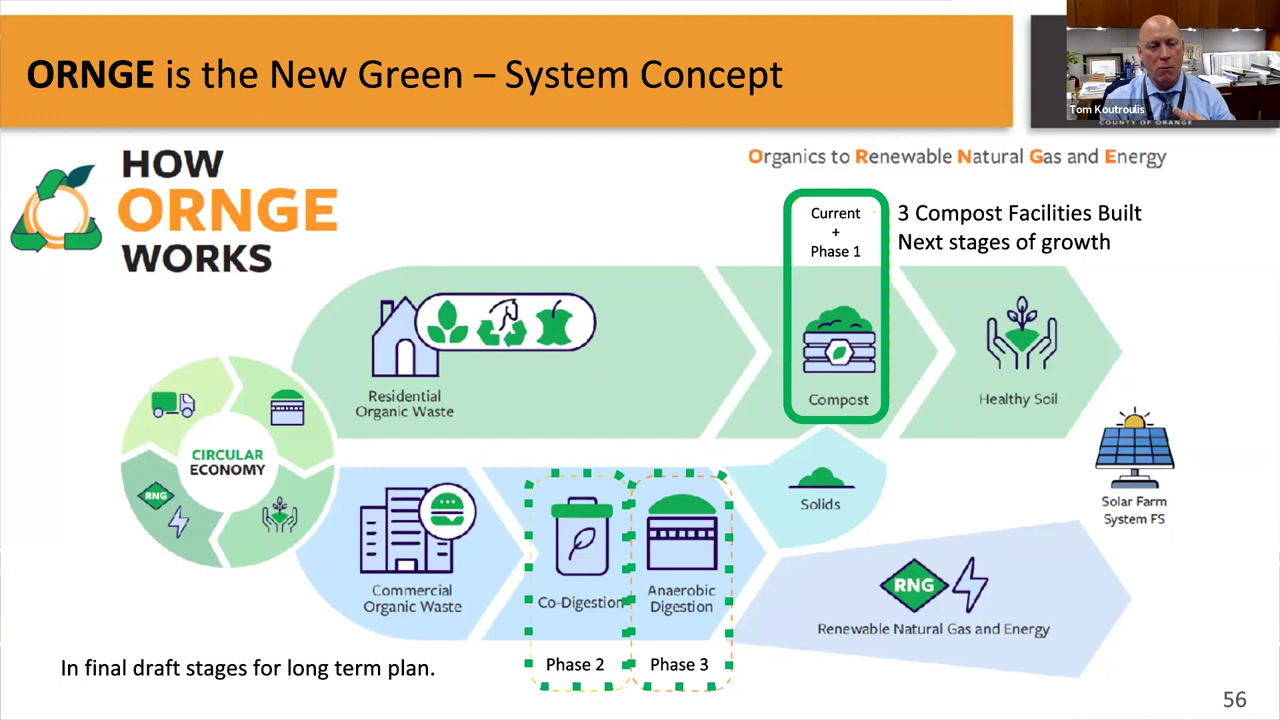 ORNGE is the New Green – System Concept
Tom Koutroulis
COUNTY OF ORANGE
HOW
ORNGE
WORKS
Organics to Renewable Natural Gas and Energy
Current
+
Phase 1
3 Compost Facilities Built
Next stages of growth
Residential
Organic Waste
Compost
Healthy Soil
CIRCULAR
ECONOMY
RNG
Solids
Solar Farm
System FS
Commercial
Organic Waste
Co-Digestion
Anaerobic
Digestion
RNG
Renewable Natural Gas and Energy
In final draft stages for long term plan.
Phase 2
Phase 3
56